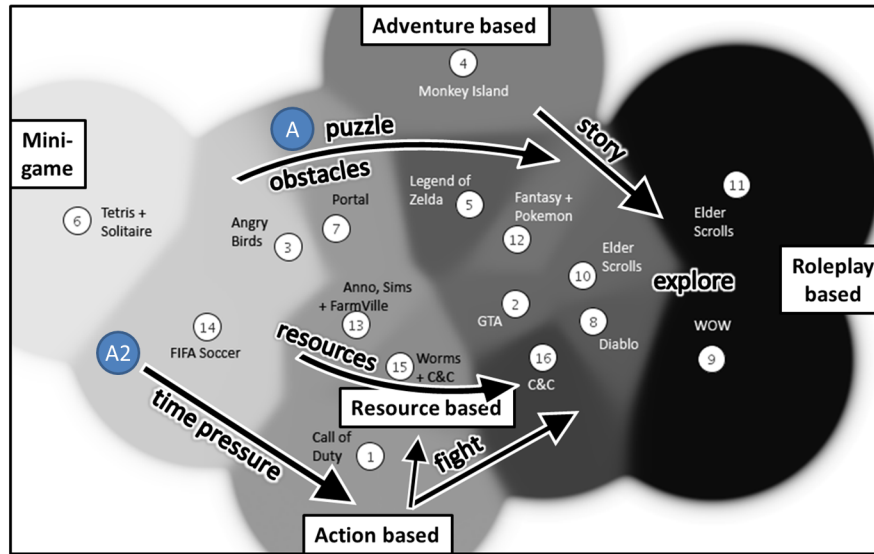 Adventure based
4
Monkey Island
A
puzzle
obstacles
story
Mini-
game
6
Tetris +
Solitaire
Angry
Birds
3
Portal
7
Legend of
Zelda
5
Fantasy +
Pokemon
12
11
Elder
Scrolls
Elder
Scrolls
10
explore
Roleplay
based
Anno, Sims
+ FarmVille
13
GTA
2
8
Diablo
WOW
9
14
FIFA Soccer
A2
resources
15
Worms
+ C&C
16
C&C
Resource based
time pressure
Call of
Duty
1
fight
Action based